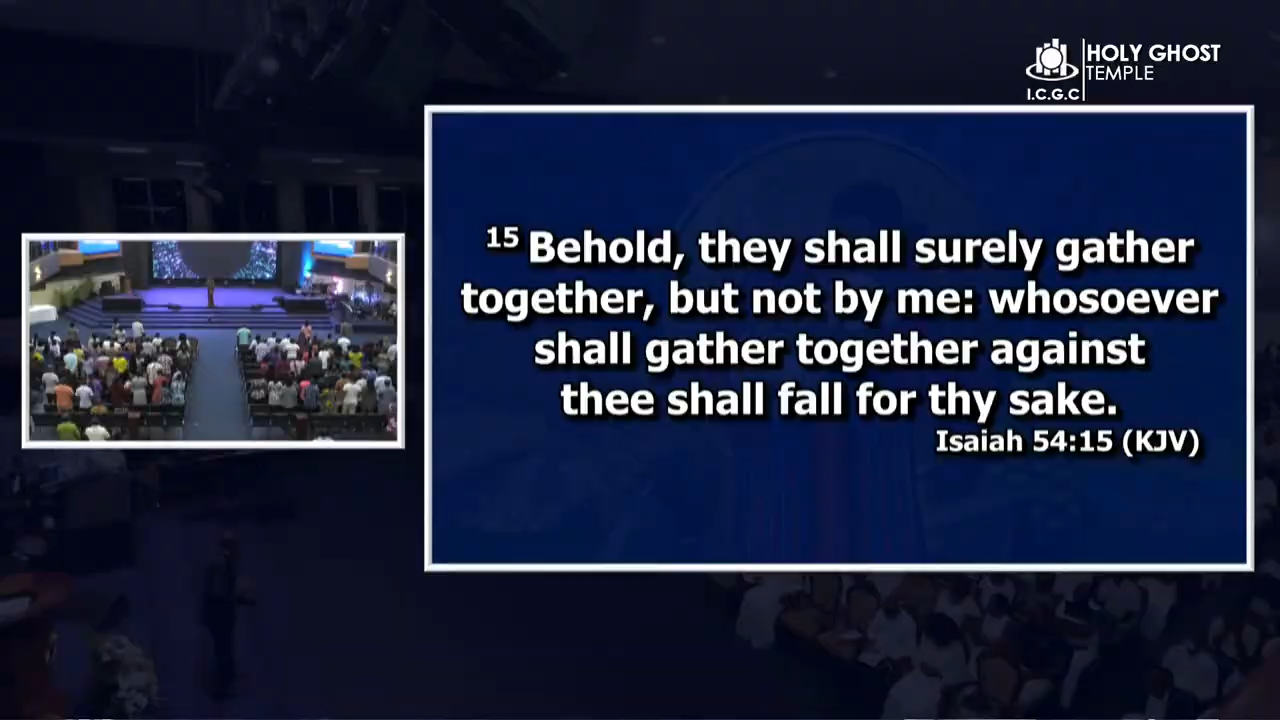 HOLY GHOST
TEMPLE
I.C.G.C
15 Behold, they shall surely gather
together, but not by me: whosoever
shall gather together against
thee shall fall for thy sake.
Isaiah 54:15 (KJV)